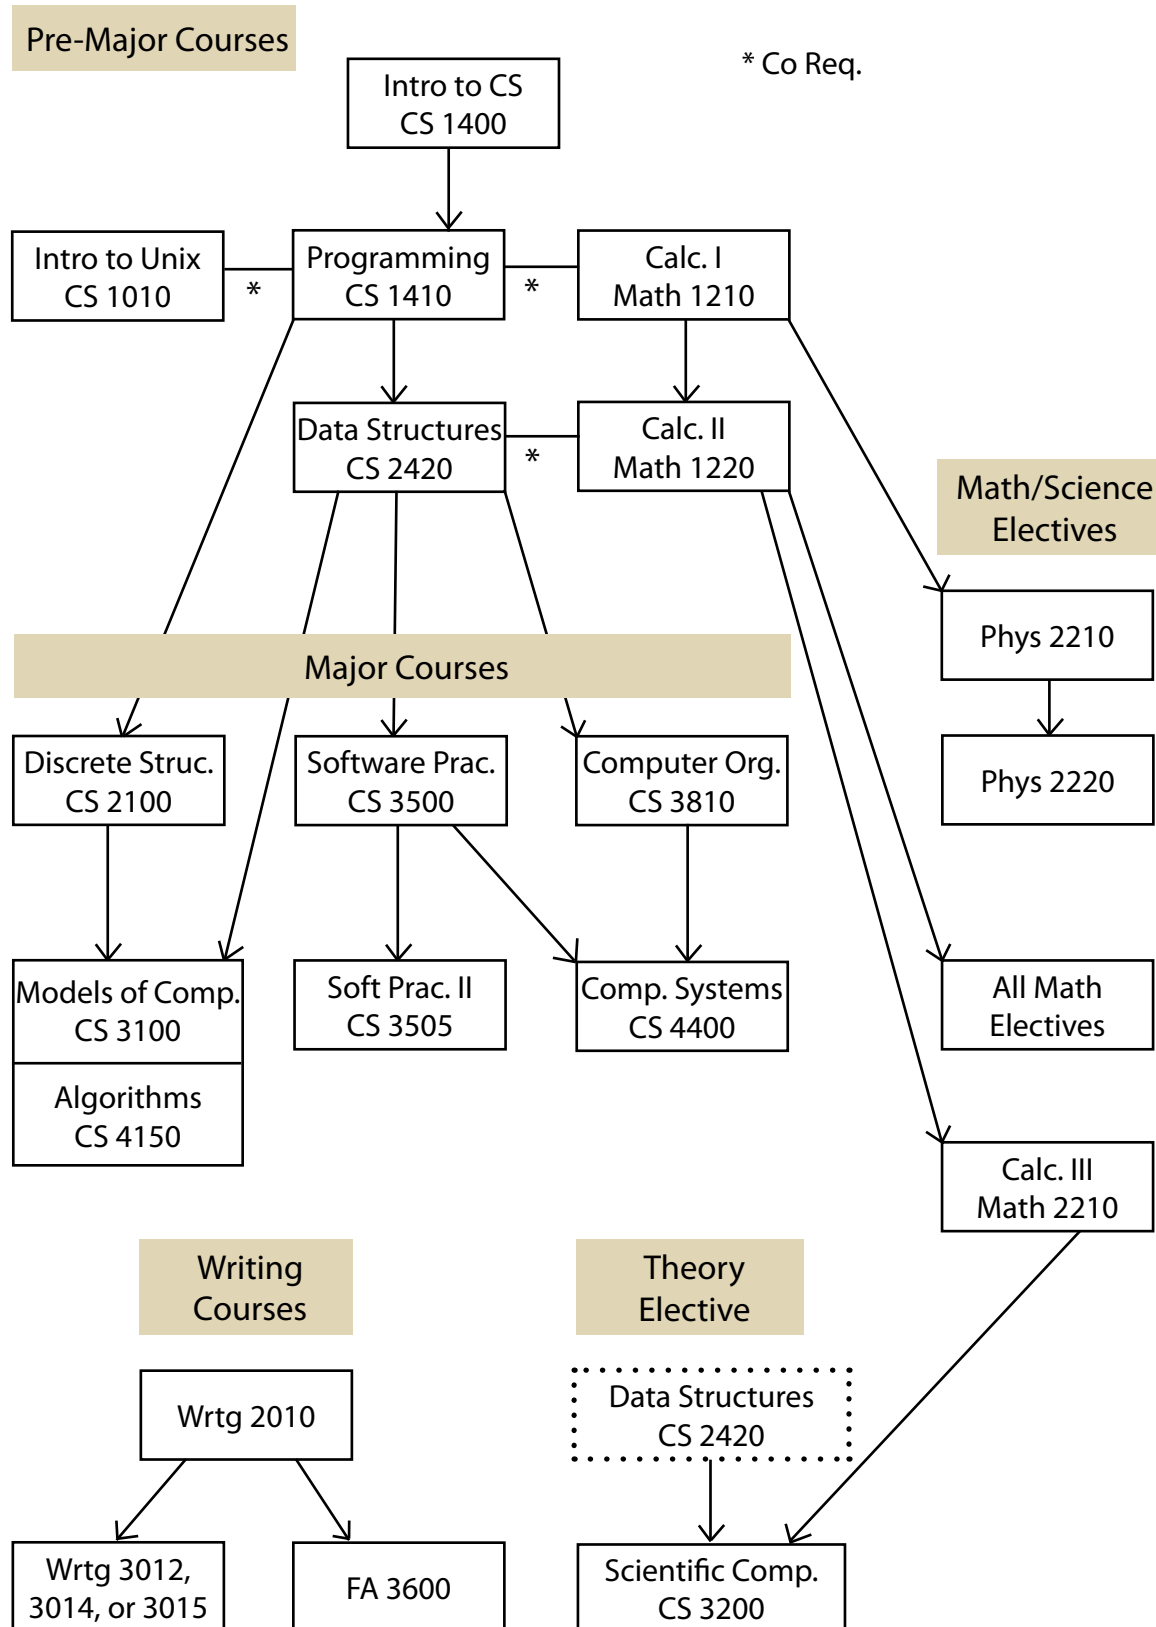 Pre-Major Courses
* Co Req.
Intro to CS
CS 1400
Intro to Unix
CS 1010
*
Programming
CS 1410
*
Calc. I
Math 1210
Data Structures
CS 2420
*
Calc. II
Math 1220
Math/Science
Electives
Phys 2210
Phys 2220
Major Courses
Discrete Struc.
CS 2100
Software Prac.
CS 3500
Computer Org.
CS 3810
Models of Comp.
CS 3100
Algorithms
CS 4150
Soft Prac. II
CS 3505
Comp. Systems
CS 4400
All Math
Electives
Calc. III
Math 2210
Writing
Courses
Wrtg 2010
Wrtg 3012,
3014, or 3015
FA 3600
Theory
Elective
Data Structures
CS 2420
Scientific Comp.
CS 3200